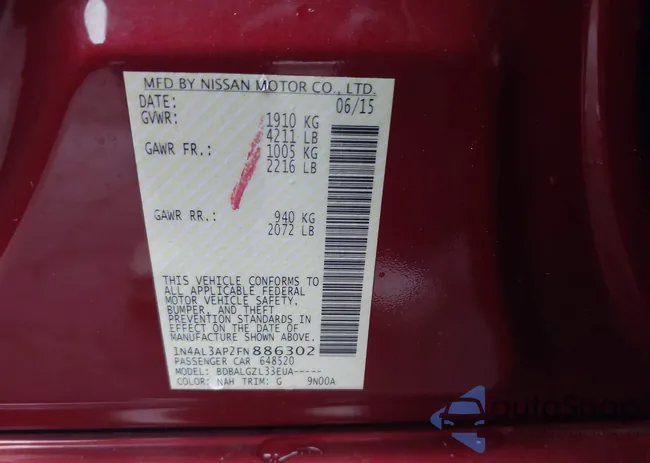 MFD BY NISSAN MOTOR CO., LTD.
DATE: 06/15
GVWR: 1910 KG
4211 LB
GAWR FR.: 1005 KG
2216 LB
GAWR RR.: 940 KG
2072 LB
THIS VEHICLE CONFORMS TO
ALL APPLICABLE FEDERAL
MOTOR VEHICLE SAFETY,
BUMPER, AND THEFT
PREVENTION STANDARDS IN
EFFECT ON THE DATE OF
MANUFACTURE SHOWN ABOVE.
1N4AL3AP2FN886302
PASSENGER CAR 648520
MODEL: BDBALGZL33EUA-----
COLOR: NAH TRIM: G 9N00A